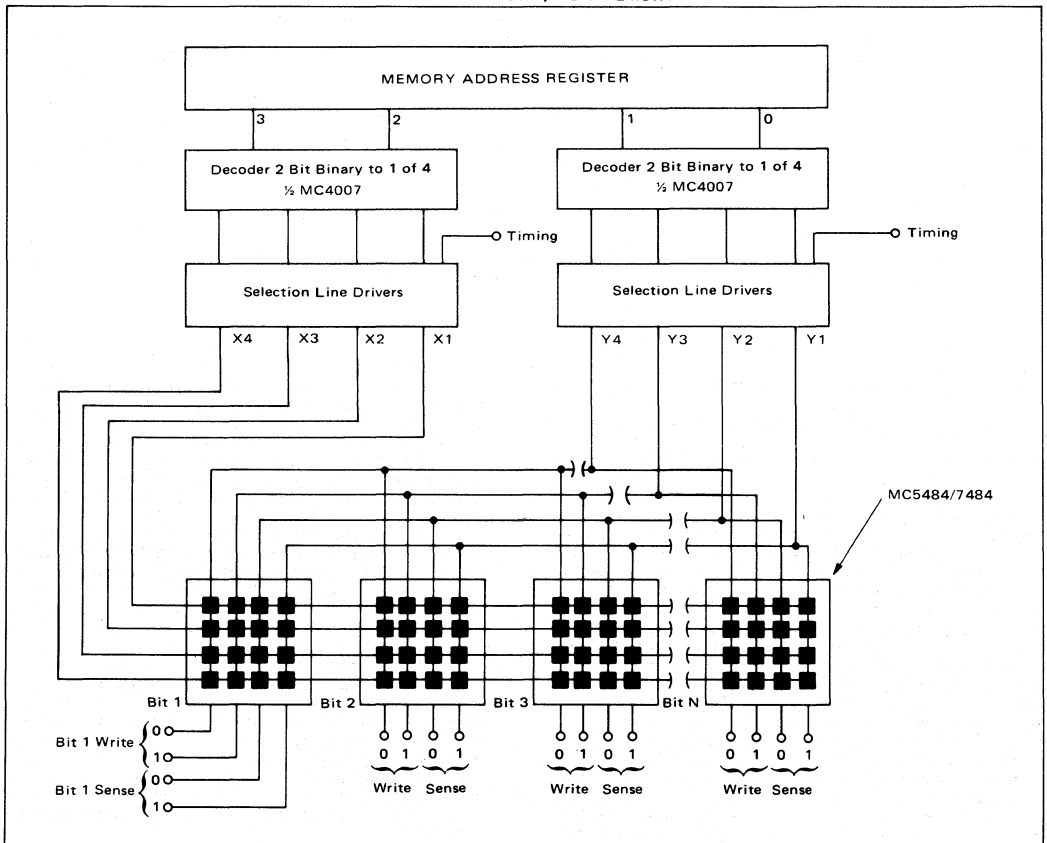 MEMORY ADDRESS REGISTER
3 2 1 0
Decoder 2 Bit Binary to 1 of 4
½ MC4007
Decoder 2 Bit Binary to 1 of 4
½ MC4007
Timing
Timing
Selection Line Drivers
Selection Line Drivers
X4 X3 X2 X1
Y4 Y3 Y2 Y1
MC5484/7484
Bit 1
Bit 2
Bit 3
Bit N
Bit 1 Write
0
1
Bit 1 Sense
0
1
0 1 0 1
Write Sense
0 1 0 1
Write Sense
0 1 0 1
Write Sense